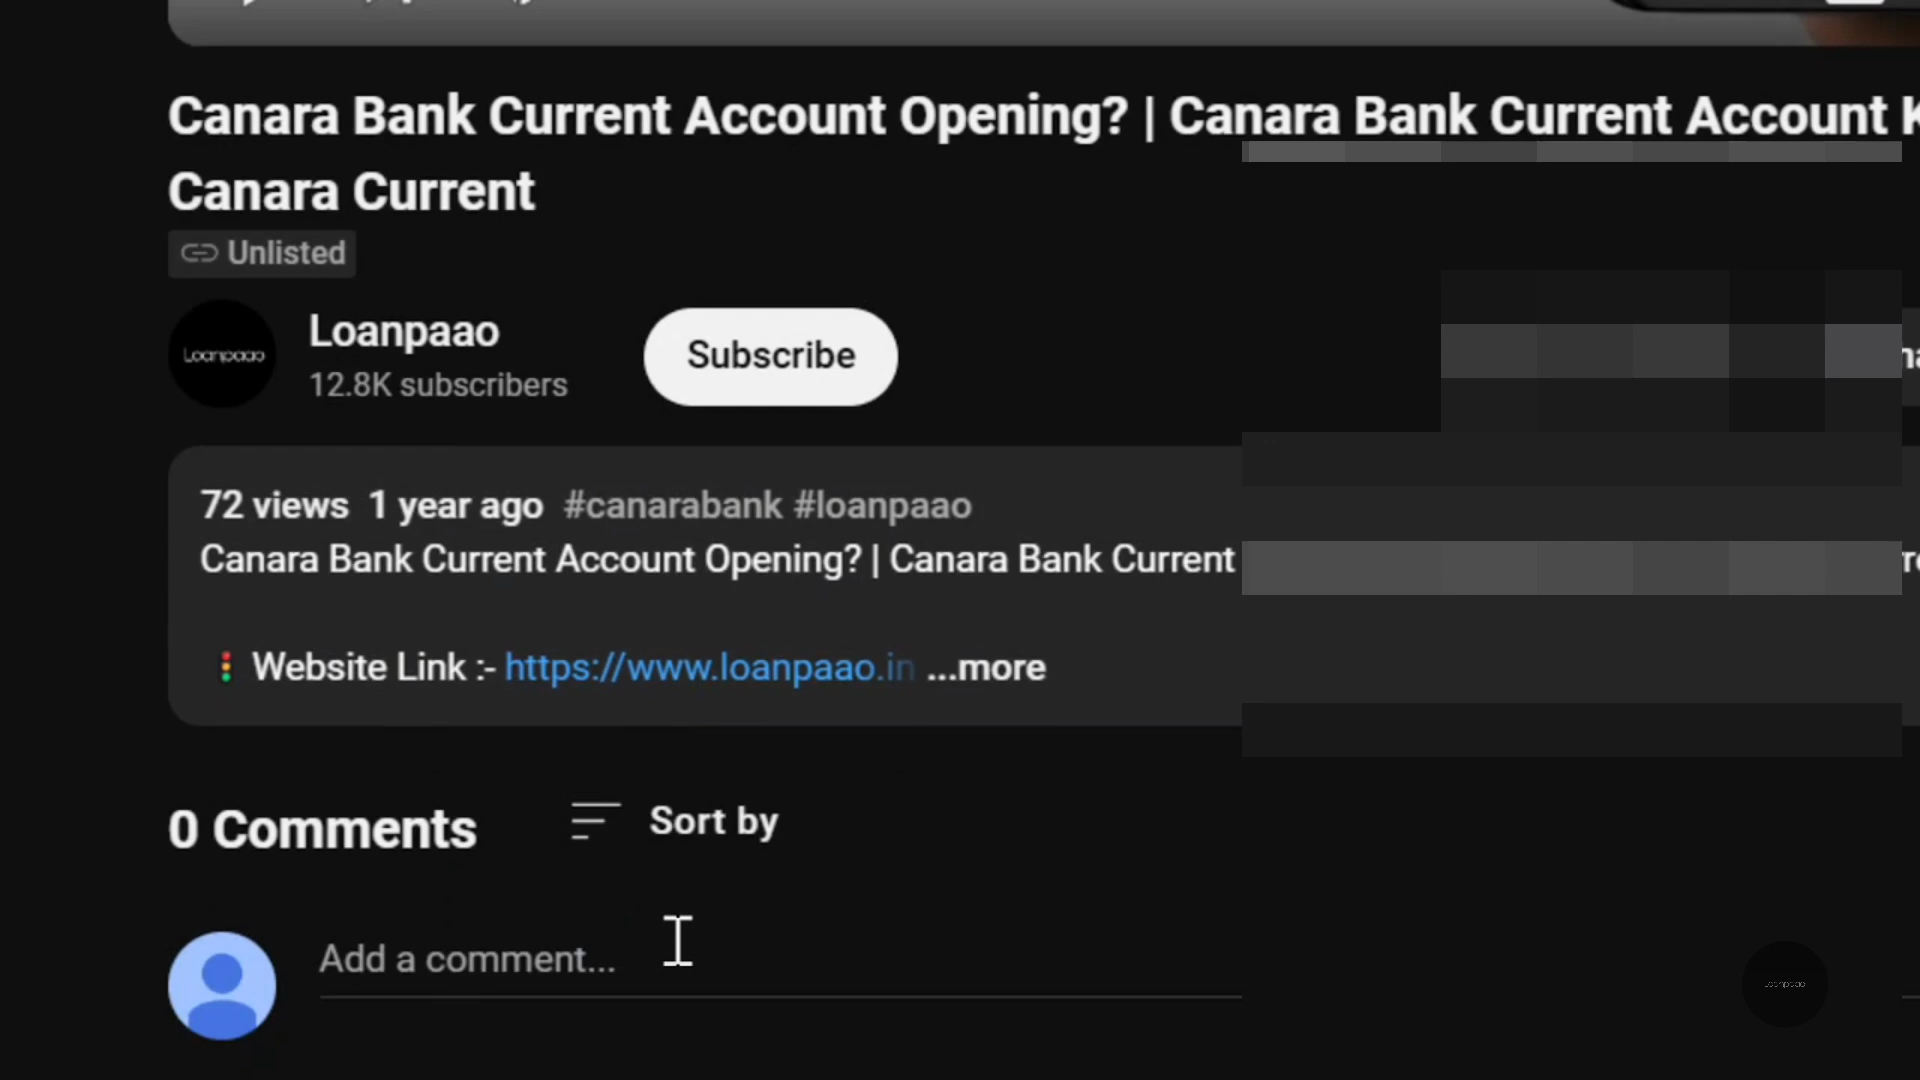 Canara Bank Current Account Opening? | Canara Bank Current Account
Canara Current
Unlisted
Loanpaao
Loanpaao
12.8K subscribers
Subscribe
72 views 1 year ago #canarabank #loanpaao
Canara Bank Current Account Opening? | Canara Bank Current
Website Link :- https://www.loanpaao.in ...more
0 Comments
Sort by
Add a comment...
Loanpaao